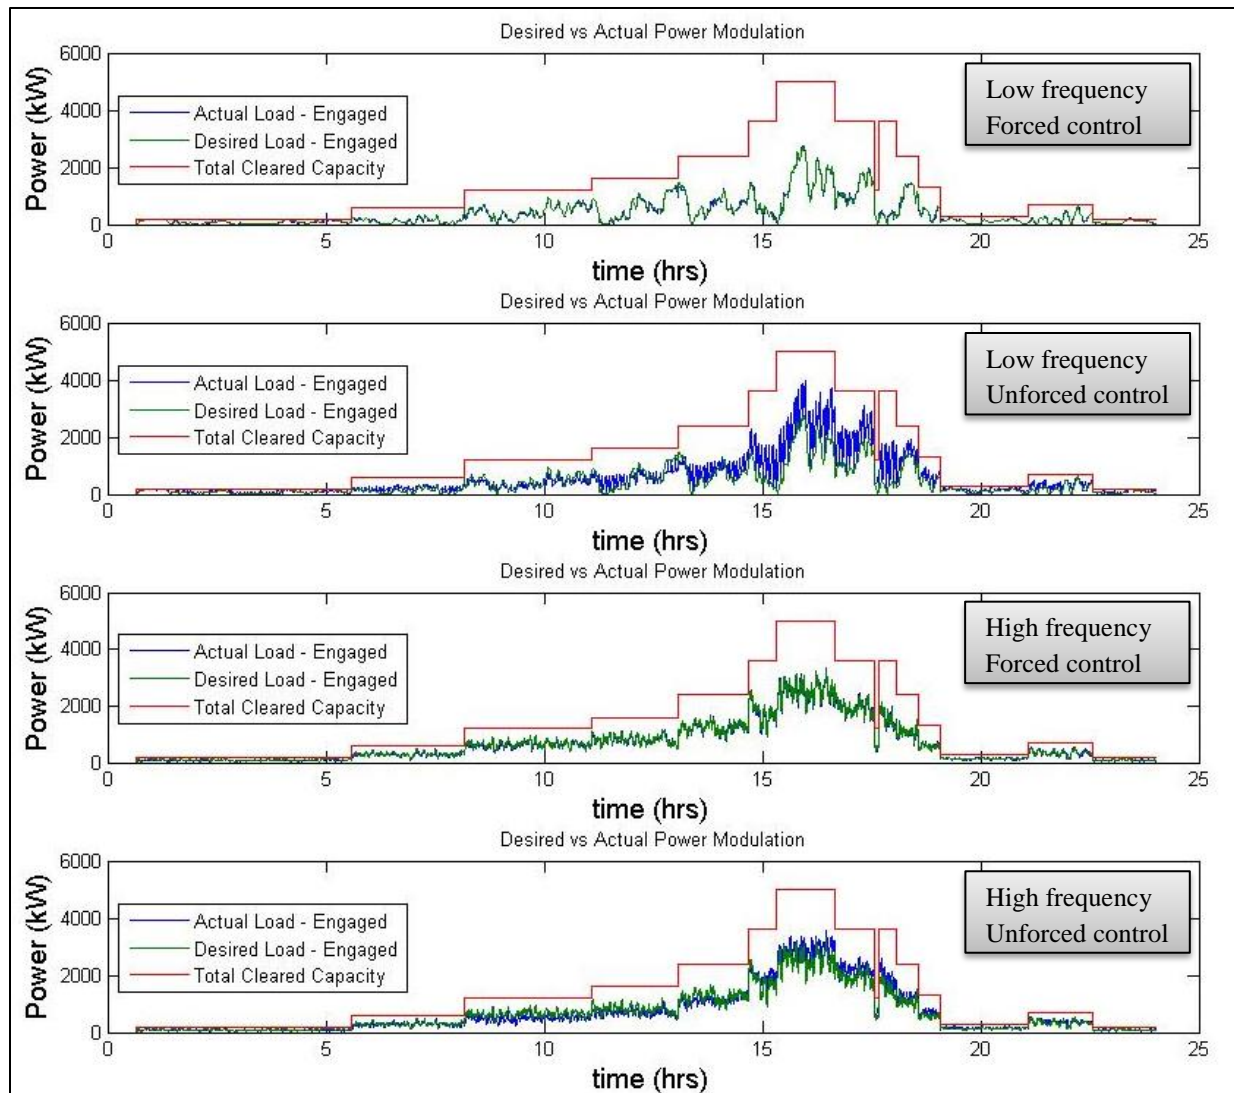 Desired vs Actual Power Modulation
Power (kW)
6000
4000
2000
0
Actual Load - Engaged
Desired Load - Engaged
Total Cleared Capacity
Low frequency
Forced control
0 5 10 15 20 25
time (hrs)
Desired vs Actual Power Modulation
Power (kW)
6000
4000
2000
0
Actual Load - Engaged
Desired Load - Engaged
Total Cleared Capacity
Low frequency
Unforced control
0 5 10 15 20 25
time (hrs)
Desired vs Actual Power Modulation
Power (kW)
6000
4000
2000
0
Actual Load - Engaged
Desired Load - Engaged
Total Cleared Capacity
High frequency
Forced control
0 5 10 15 20 25
time (hrs)
Desired vs Actual Power Modulation
Power (kW)
6000
4000
2000
0
Actual Load - Engaged
Desired Load - Engaged
Total Cleared Capacity
High frequency
Unforced control
0 5 10 15 20 25
time (hrs)